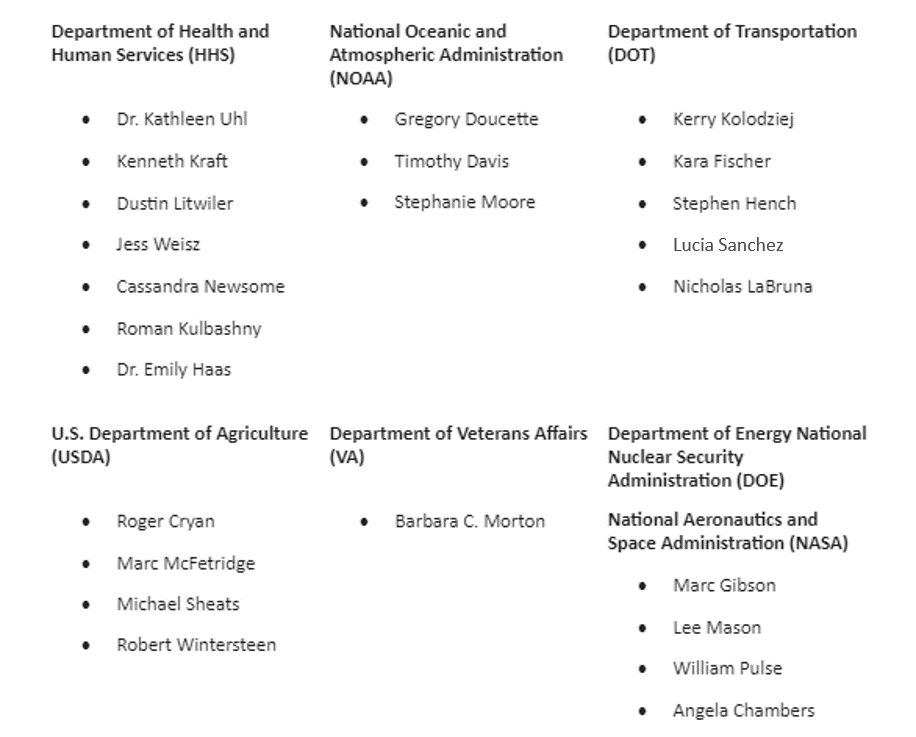 Department of Health and
Human Services (HHS)
• Dr. Kathleen Uhl
• Kenneth Kraft
• Dustin Litwiler
• Jess Weisz
• Cassandra Newsome
• Roman Kulbashny
• Dr. Emily Haas
National Oceanic and
Atmospheric Administration
(NOAA)
• Gregory Doucette
• Timothy Davis
• Stephanie Moore
Department of Transportation
(DOT)
• Kerry Kolodziej
• Kara Fischer
• Stephen Hench
• Lucia Sanchez
• Nicholas LaBruna
U.S. Department of Agriculture
(USDA)
• Roger Cryan
• Marc McFetridge
• Michael Sheats
• Robert Wintersteen
Department of Veterans Affairs
(VA)
• Barbara C. Morton
Department of Energy National
Nuclear Security
Administration (DOE)
National Aeronautics and
Space Administration (NASA)
• Marc Gibson
• Lee Mason
• William Pulse
• Angela Chambers